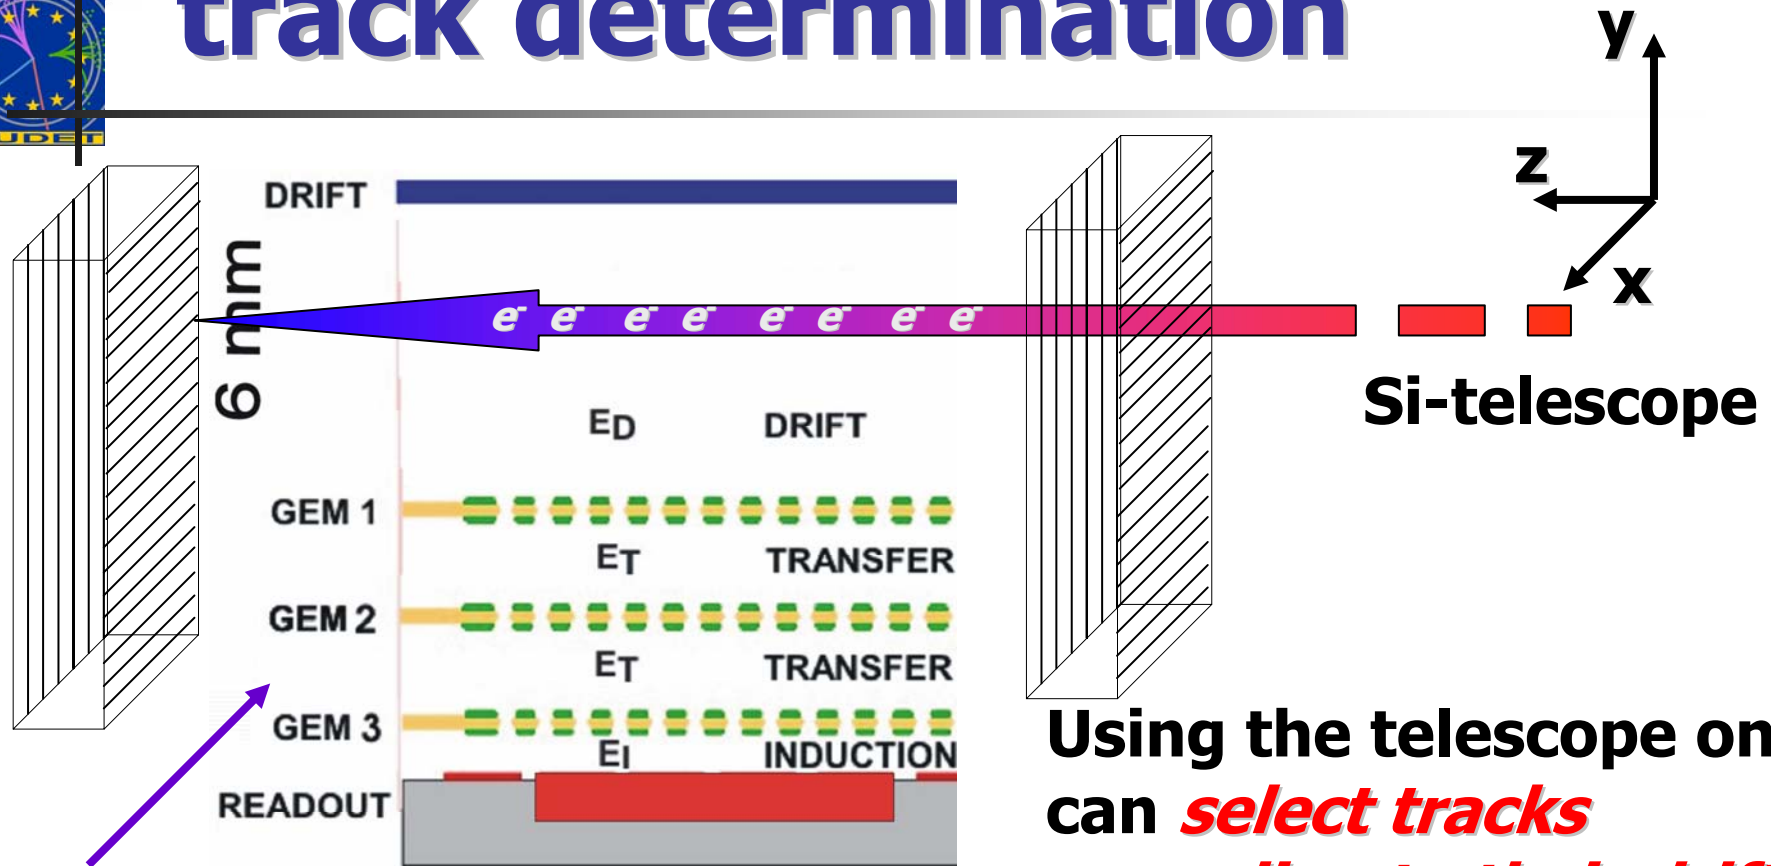 track determination
y
z
x
DRIFT
6 mm
e- e- e- e- e- e- e- e-
Si-telescope
ED DRIFT
GEM 1
ET TRANSFER
GEM 2
ET TRANSFER
GEM 3
EI INDUCTION
READOUT
Using the telescope on
can select tracks